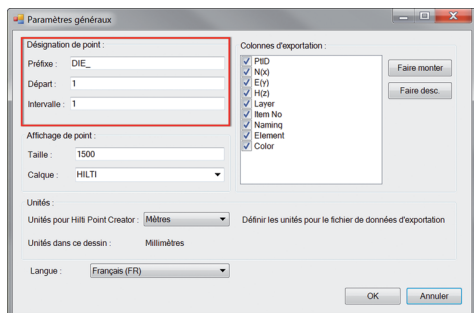 Paramètres généraux
Désignation de point :
Préfixe : DIE_
Départ : 1
Intervalle : 1
Affichage de point :
Taille : 1500
Calque : HILTI
Colonnes d'exportation :
PtID
N(x)
E(y)
H(z)
Layer
Item No
Naming
Element
Color
Faire monter
Faire desc.
Unités :
Unités pour Hilti Point Creator : Mètres
Définir les unités pour le fichier de données d'exportation
Unités dans ce dessin : Millimètres
Langue : Français (FR)
OK
Annuler